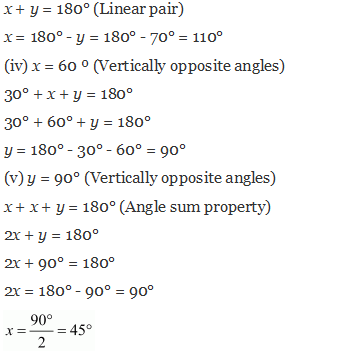 x + y = 180° (Linear pair)
x = 180° - y = 180° - 70° = 110°
(iv) x = 60 º (Vertically opposite angles)
30° + x + y = 180°
30° + 60° + y = 180°
y = 180° - 30° - 60° = 90°
(v) y = 90° (Vertically opposite angles)
x + x + y = 180° (Angle sum property)
2x + y = 180°
2x + 90° = 180°
2x = 180° - 90° = 90°
x = 90°/2 = 45°